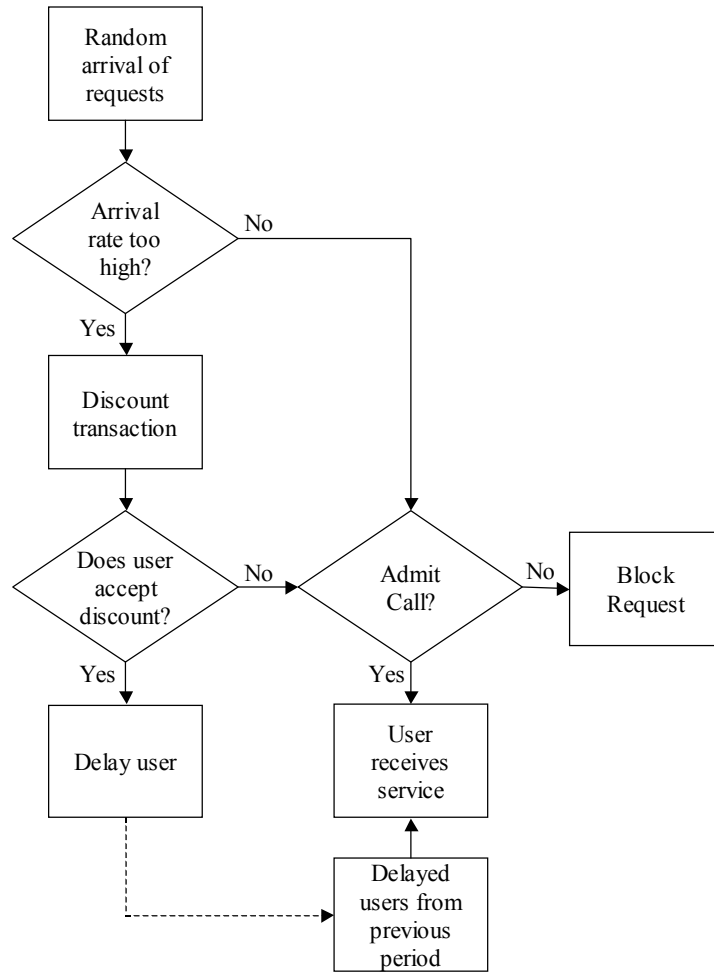 Random
arrival of
requests
Arrival
rate too
high?
No
Yes
Discount
transaction
Does user
accept
discount?
No
Admit
Call?
No
Block
Request
Yes
Yes
Delay user
User
receives
service
Delayed
users from
previous
period